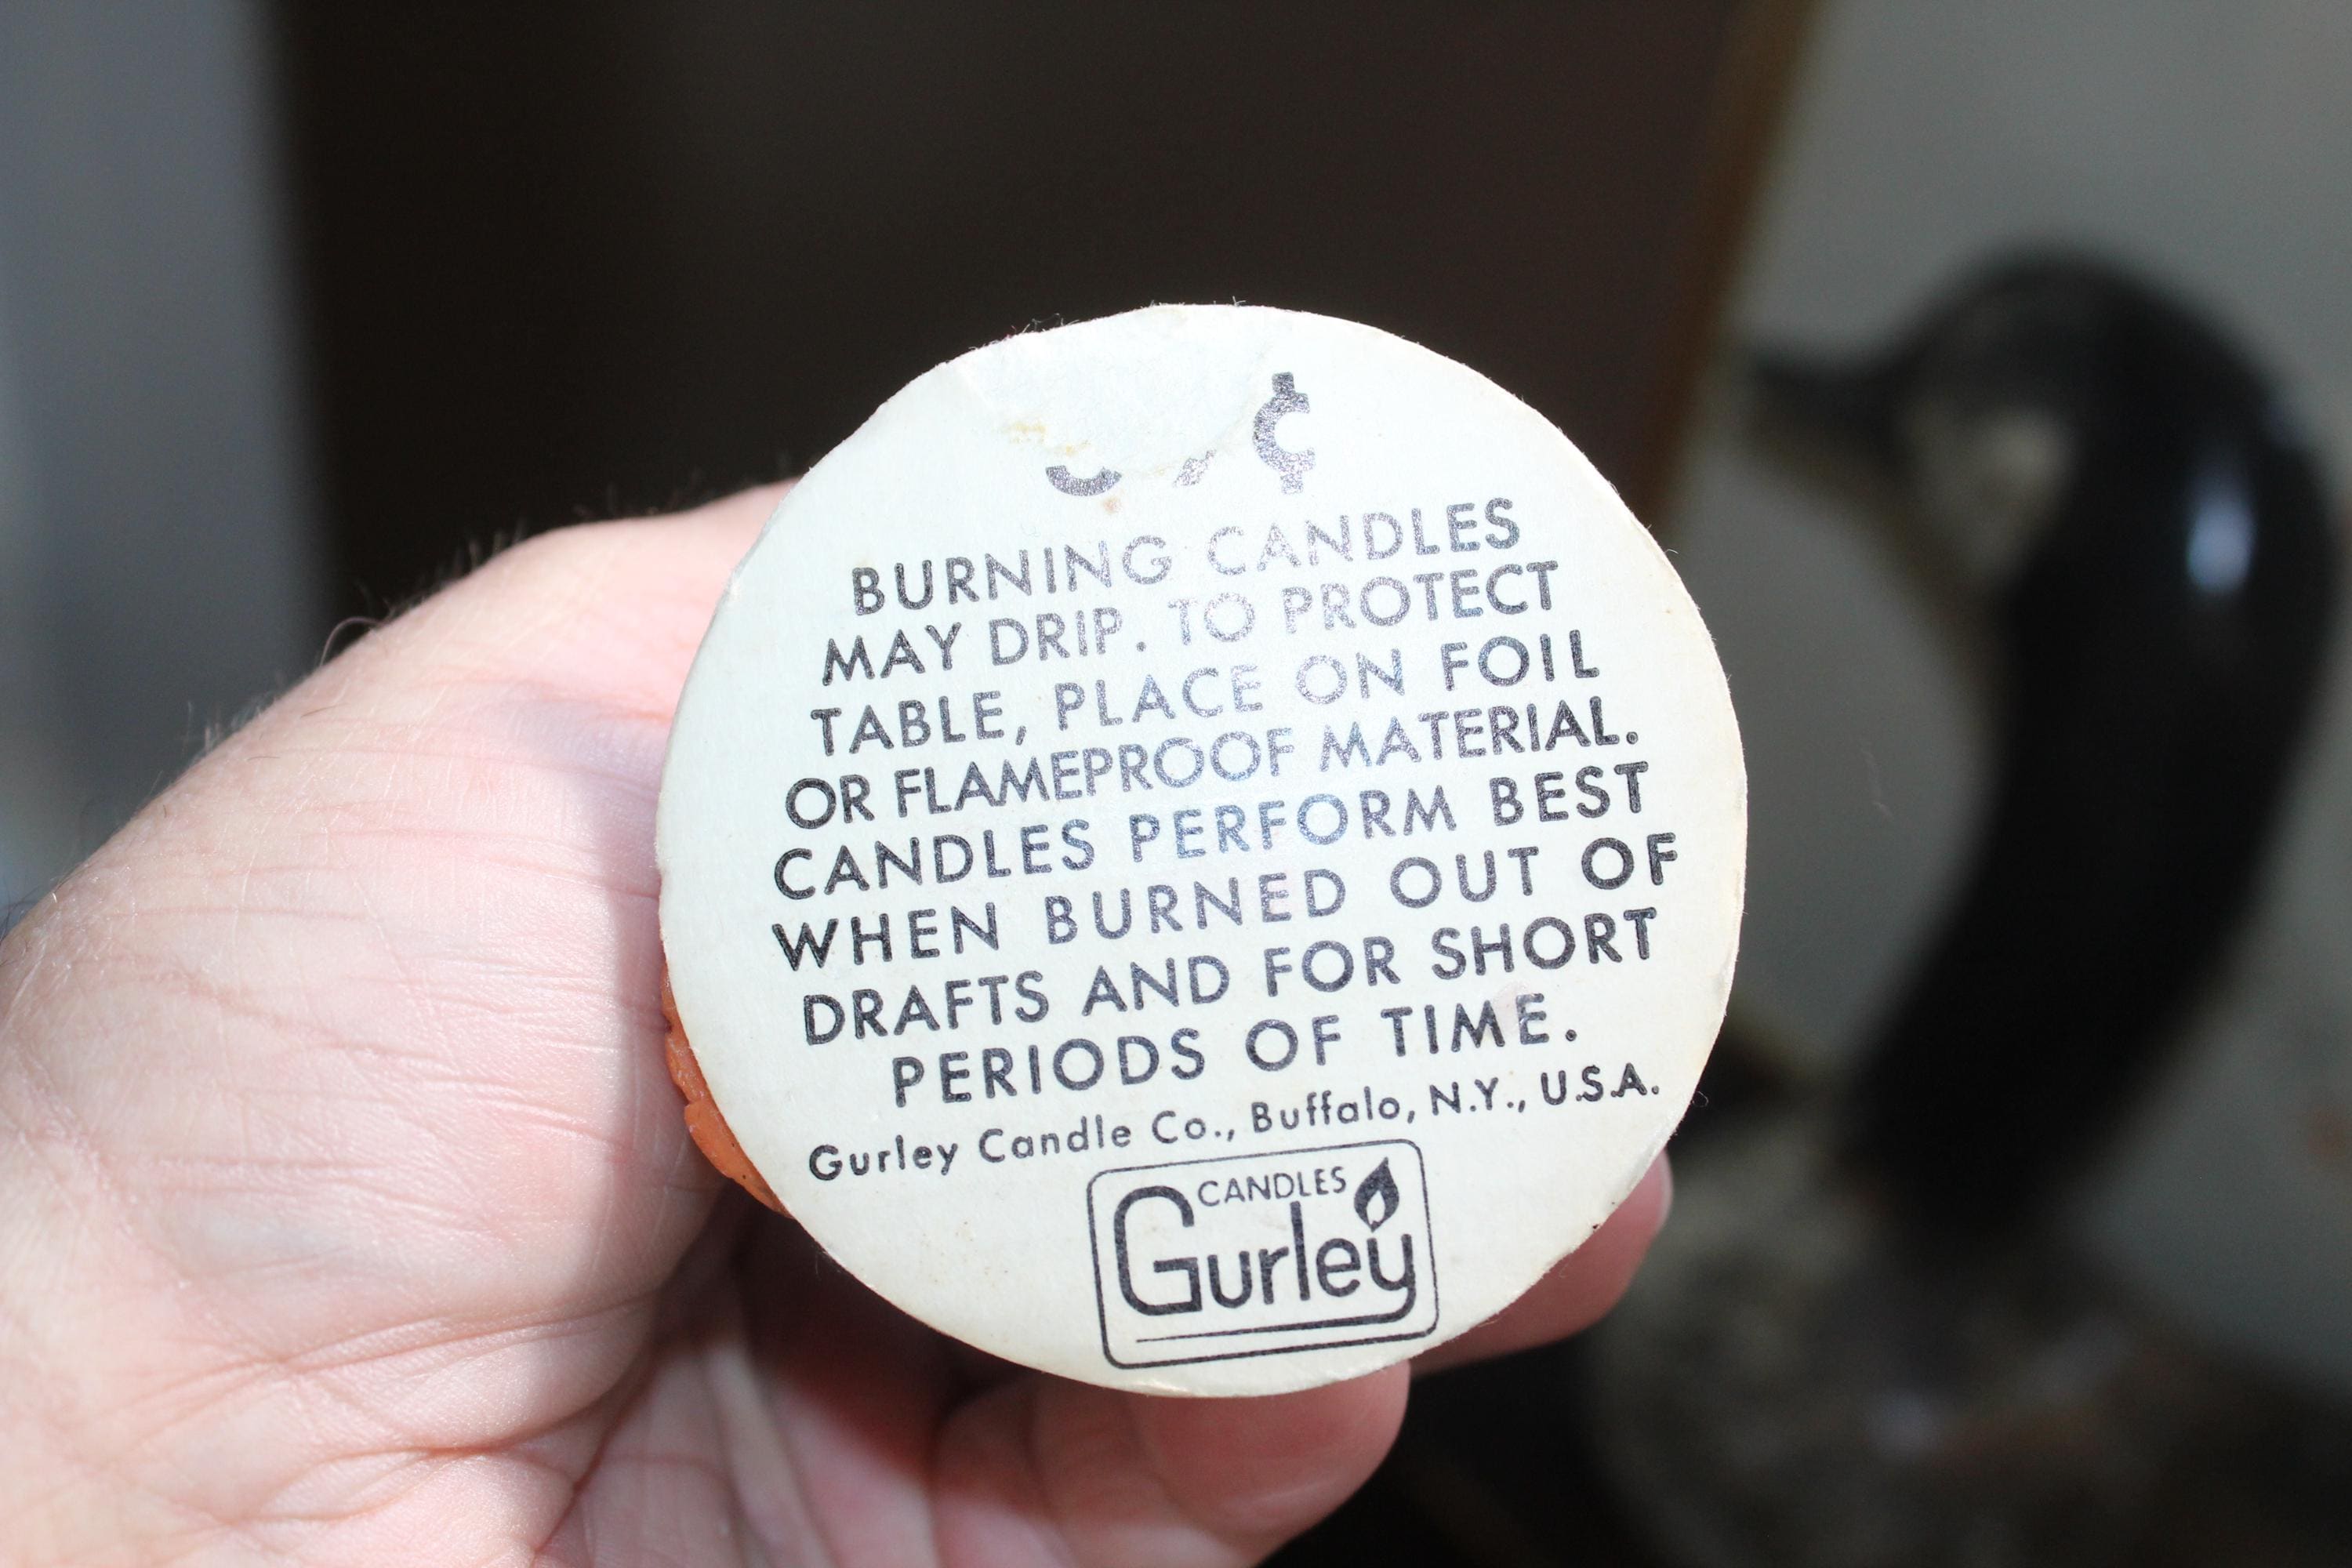 ¢
BURNING CANDLES
MAY DRIP. TO PROTECT
TABLE, PLACE ON FOIL
OR FLAMEPROOF MATERIAL.
CANDLES PERFORM BEST
WHEN BURNED OUT OF
DRAFTS AND FOR SHORT
PERIODS OF TIME.
Gurley Candle Co., Buffalo, N.Y., U.S.A.
CANDLES
Gurley